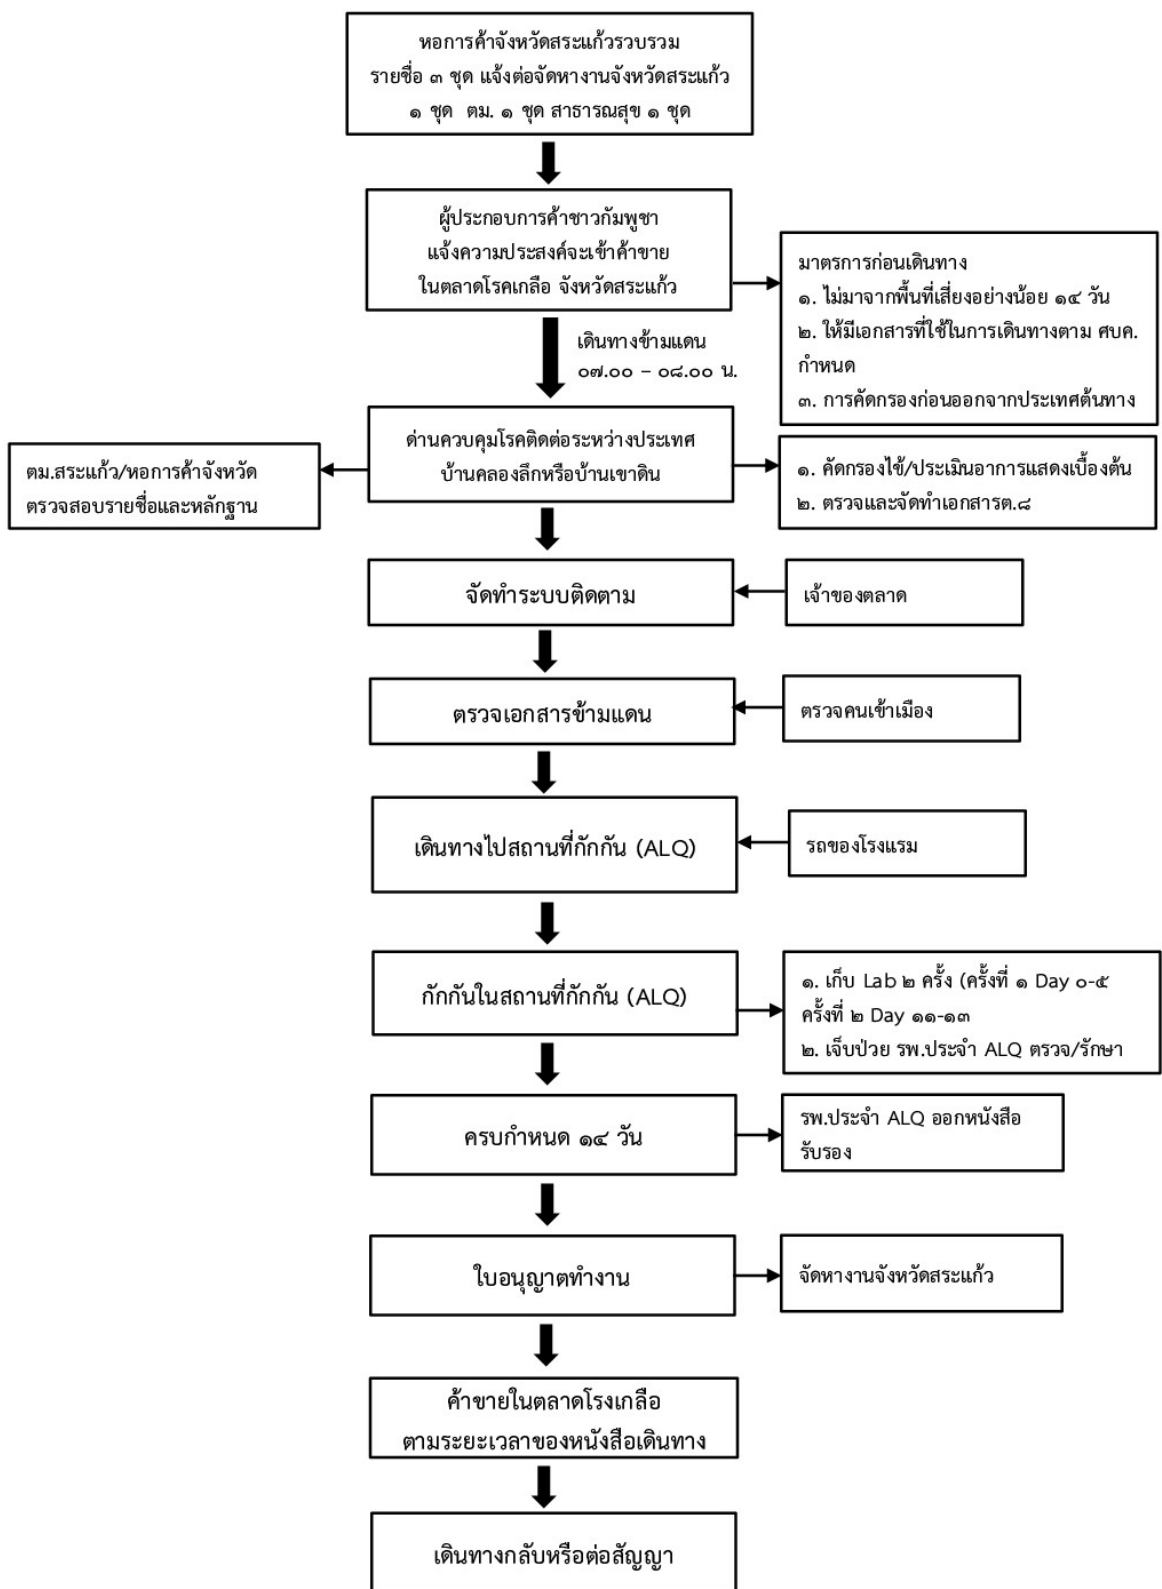 หอการค้าจังหวัดสระแก้วรวบรวม
รายชื่อ ๓ ชุด แจ้งต่อจัดหางานจังหวัดสระแก้ว
๑ ชุด ตม. ๑ ชุด สาธารณสุข ๑ ชุด
ผู้ประกอบการค้าชาวกัมพูชา
แจ้งความประสงค์จะเข้าค้าขาย
ในตลาดโรคเกลือ จังหวัดสระแก้ว
มาตรการก่อนเดินทาง
๑. ไม่มาจากพื้นที่เสี่ยงอย่างน้อย ๑๔ วัน
๒. ให้มีเอกสารที่ใช้ในการเดินทางตาม ศบค.
กำหนด
๓. การคัดกรองก่อนออกจากประเทศต้นทาง
เดินทางข้ามแดน
๐๗.๐๐ – ๐๘.๐๐ น.
ด่านควบคุมโรคติดต่อระหว่างประเทศ
บ้านคลองลึกหรือบ้านเขาดิน
ตม.สระแก้ว/หอการค้าจังหวัด
ตรวจสอบรายชื่อและหลักฐาน
๑. คัดกรองไข้/ประเมินอาการแสดงเบื้องต้น
๒. ตรวจและจัดทำเอกสารต.๘
จัดทำระบบติดตาม
เจ้าของตลาด
ตรวจเอกสารข้ามแดน
ตรวจคนเข้าเมือง
เดินทางไปสถานที่กักกัน (ALQ)
รถของโรงแรม
กักกันในสถานที่กักกัน (ALQ)
๑. เก็บ Lab ๒ ครั้ง (ครั้งที่ ๑ Day ๐-๕
ครั้งที่ ๒ Day ๑๑-๑๓
๒. เจ็บป่วย รพ.ประจำ ALQ ตรวจ/รักษา
ครบกำหนด ๑๔ วัน
รพ.ประจำ ALQ ออกหนังสือ
รับรอง
ใบอนุญาตทำงาน
จัดหางานจังหวัดสระแก้ว
ค้าขายในตลาดโรงเกลือ
ตามระยะเวลาของหนังสือเดินทาง
เดินทางกลับหรือต่อสัญญา